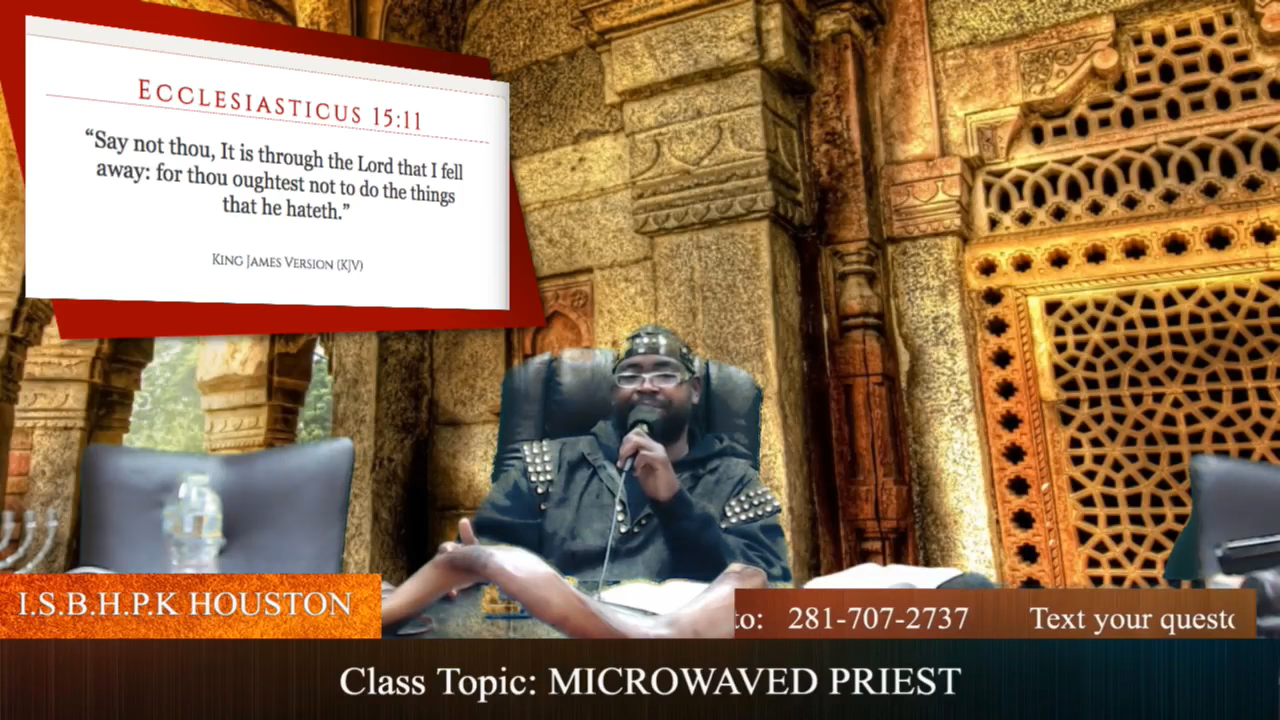 ECCLESIASTICUS 15:11
“Say not thou, It is through the Lord that I fell
away: for thou oughtest not to do the things
that he hateth.”
KING JAMES VERSION (KJV)
I.S.B.H.P.K HOUSTON
to: 281-707-2737 Text your questc
Class Topic: MICROWAVED PRIEST